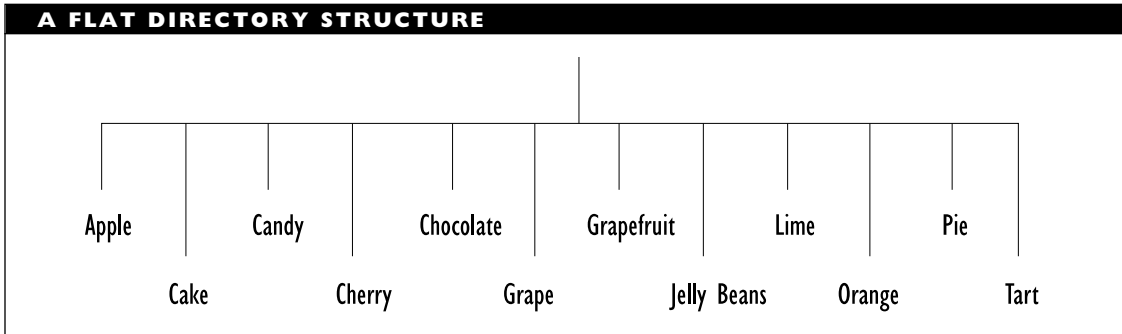 A FLAT DIRECTORY STRUCTURE
Apple Candy Chocolate Grapefruit Lime Pie
Cake Cherry Grape Jelly Beans Orange Tart